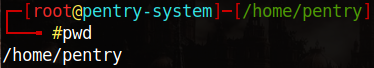 ┌─[root@pentry-system]─[/home/pentry]
└──╼ #pwd
/home/pentry